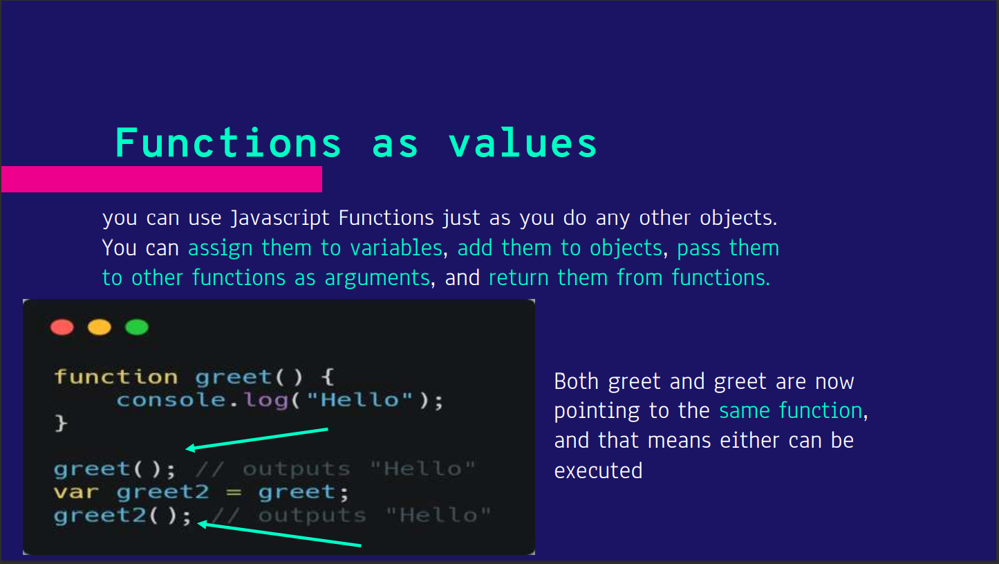 Functions as values
you can use Javascript Functions just as you do any other objects.
You can assign them to variables, add them to objects, pass them
to other functions as arguments, and return them from functions.
function greet() {
    console.log("Hello");
}
greet(); // outputs "Hello"
var greet2 = greet;
greet2(); // outputs "Hello"
Both greet and greet are now
pointing to the same function,
and that means either can be
executed